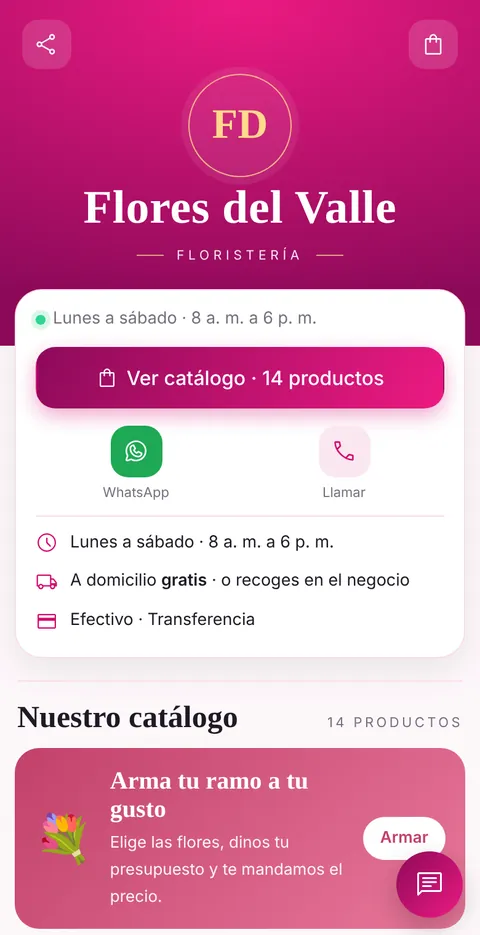 FD
Flores del Valle
FLORISTERÍA
Lunes a sábado · 8 a. m. a 6 p. m.
Ver catálogo · 14 productos
WhatsApp
Llamar
Lunes a sábado · 8 a. m. a 6 p. m.
A domicilio gratis · o recoges en el negocio
Efectivo · Transferencia
Nuestro catálogo
14 PRODUCTOS
Arma tu ramo a tu
gusto
Elige las flores, dinos tu
presupuesto y te mandamos el
precio.
Armar